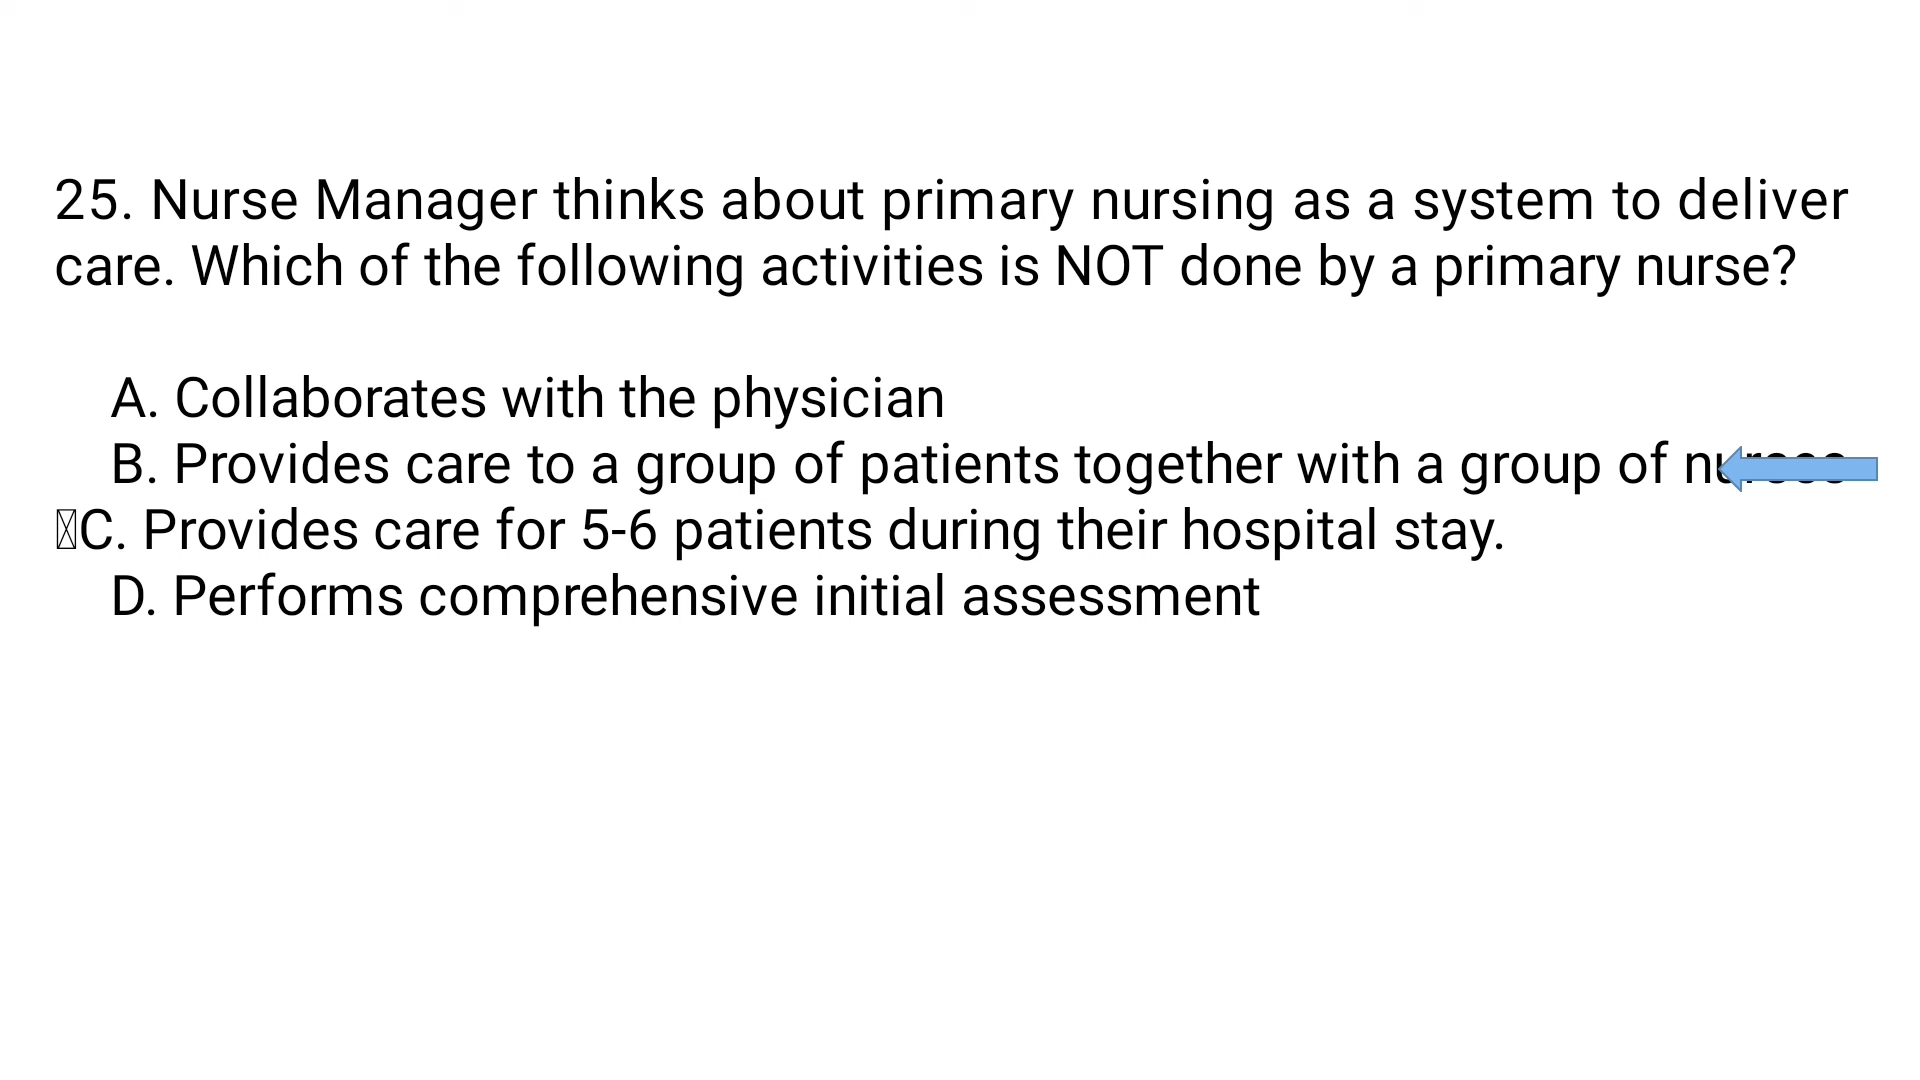 25. Nurse Manager thinks about primary nursing as a system to deliver
care. Which of the following activities is NOT done by a primary nurse?
A. Collaborates with the physician
B. Provides care to a group of patients together with a group of nurses
C. Provides care for 5-6 patients during their hospital stay.
D. Performs comprehensive initial assessment